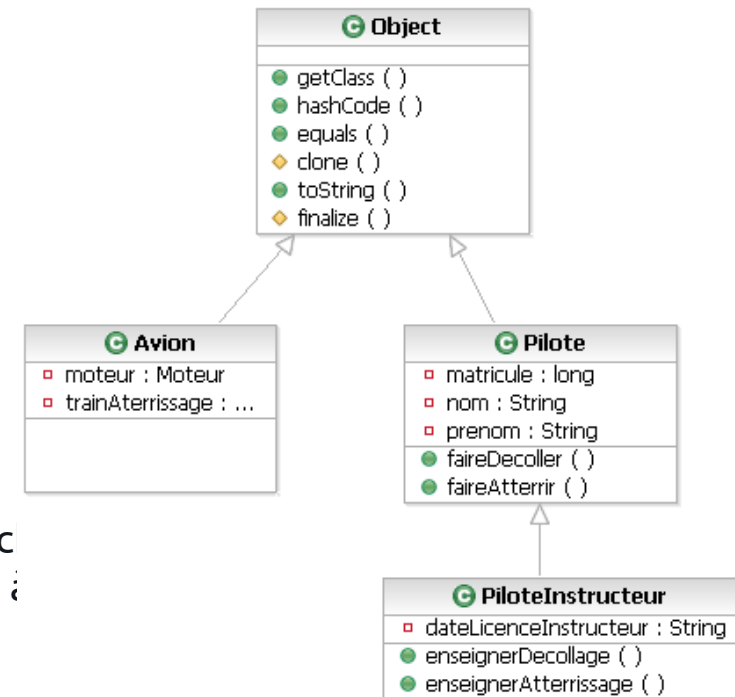 Object
getClass ( )
hashCode ( )
equals ( )
clone ( )
toString ( )
finalize ( )
Avion
moteur : Moteur
trainAterrissage : ...
Pilote
matricule : long
nom : String
prenom : String
faireDecoller ( )
faireAtterrir ( )
PiloteInstructeur
dateLicenceInstructeur : String
enseignerDecollage ( )
enseignerAtterrissage ( )